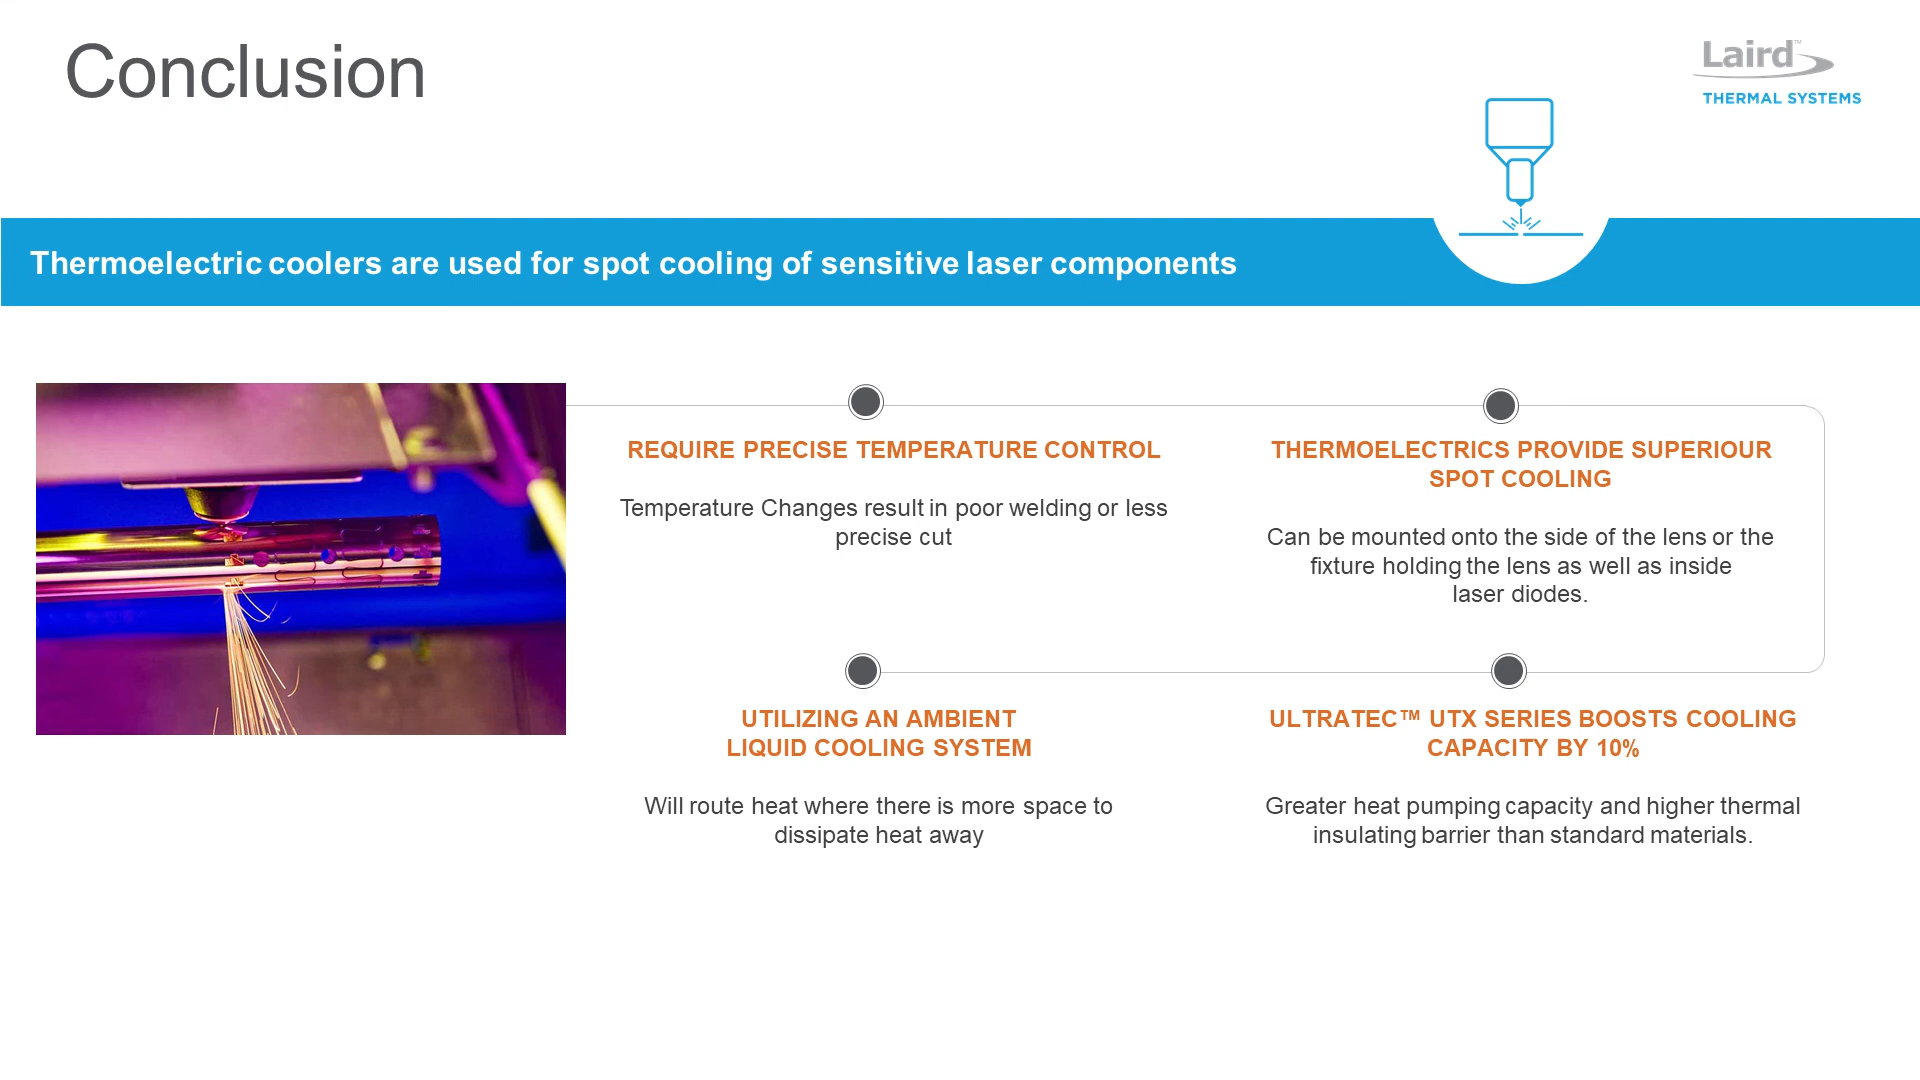 Conclusion
Laird™
THERMAL SYSTEMS
Thermoelectric coolers are used for spot cooling of sensitive laser components
REQUIRE PRECISE TEMPERATURE CONTROL
Temperature Changes result in poor welding or less
precise cut
THERMOELECTRICS PROVIDE SUPERIOUR
SPOT COOLING
Can be mounted onto the side of the lens or the
fixture holding the lens as well as inside
laser diodes.
UTILIZING AN AMBIENT
LIQUID COOLING SYSTEM
Will route heat where there is more space to
dissipate heat away
ULTRATEC™ UTX SERIES BOOSTS COOLING
CAPACITY BY 10%
Greater heat pumping capacity and higher thermal
insulating barrier than standard materials.